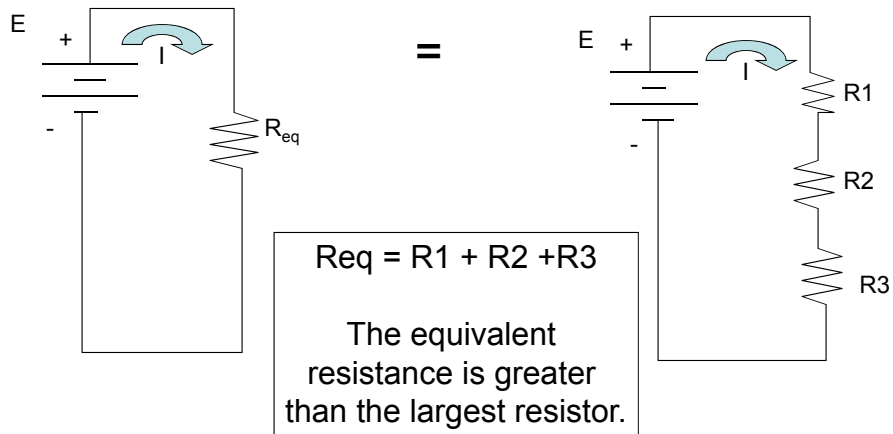 E
+
I
-
R_eq
=
E
+
I
-
R1
R2
R3
Req = R1 + R2 +R3
The equivalent
resistance is greater
than the largest resistor.